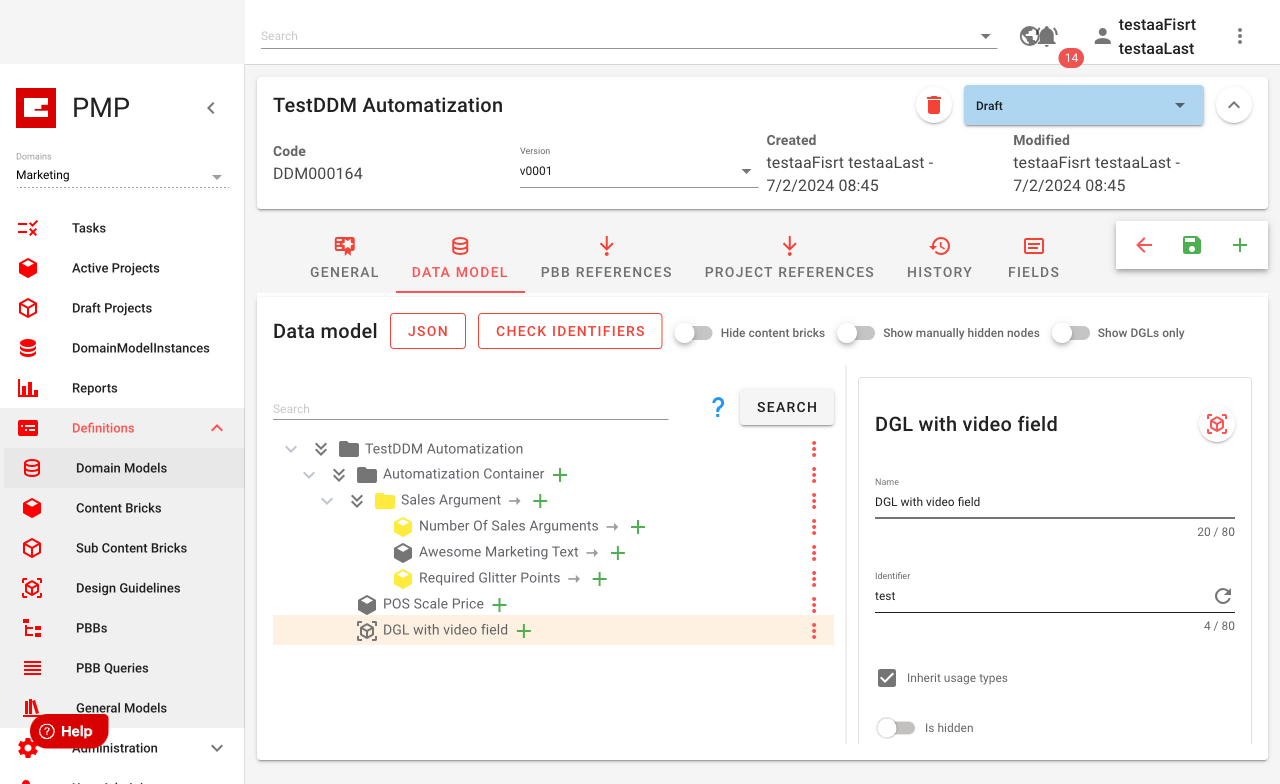 Search
14
testaaFisrt
testaaLast
PMP
Domains
Marketing
Tasks
Active Projects
Draft Projects
DomainModelInstances
Reports
Definitions
Domain Models
Content Bricks
Sub Content Bricks
Design Guidelines
PBBs
PBB Queries
General Models
Help
Administration
TestDDM Automatization
Draft
Code
DDM000164
Version
v0001
Created
testaaFisrt testaaLast -
7/2/2024 08:45
Modified
testaaFisrt testaaLast -
7/2/2024 08:45
GENERAL
DATA MODEL
PBB REFERENCES
PROJECT REFERENCES
HISTORY
FIELDS
Data model
JSON
CHECK IDENTIFIERS
Hide content bricks
Show manually hidden nodes
Show DGLs only
Search
?
SEARCH
TestDDM Automatization
Automatization Container
Sales Argument
Number Of Sales Arguments
Awesome Marketing Text
Required Glitter Points
POS Scale Price
DGL with video field
DGL with video field
Name
DGL with video field
20 / 80
Identifier
test
4 / 80
Inherit usage types
Is hidden